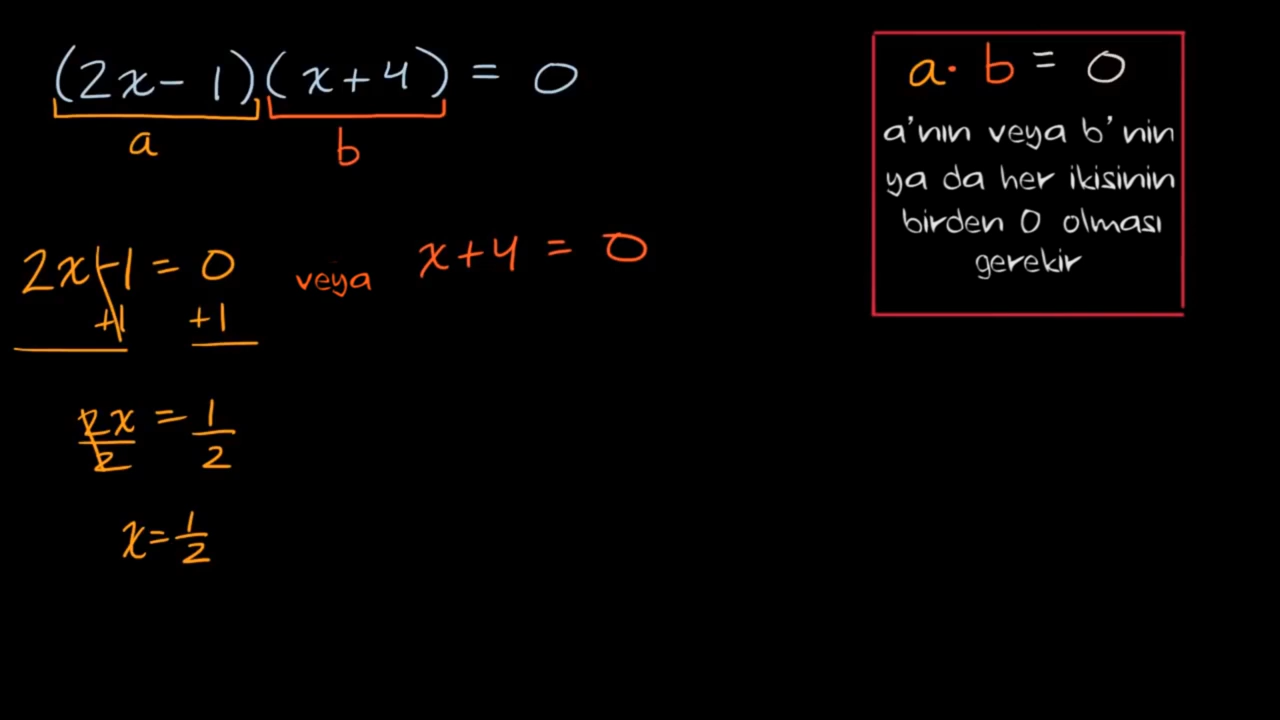 (2x - 1)(x + 4) = 0
a b
2x - 1 = 0 veya x + 4 = 0
+1 +1
2x/2 = 1/2
x = 1/2
a · b = 0
a'nın veya b'nin
ya da her ikisinin
birden 0 olması
gerekir